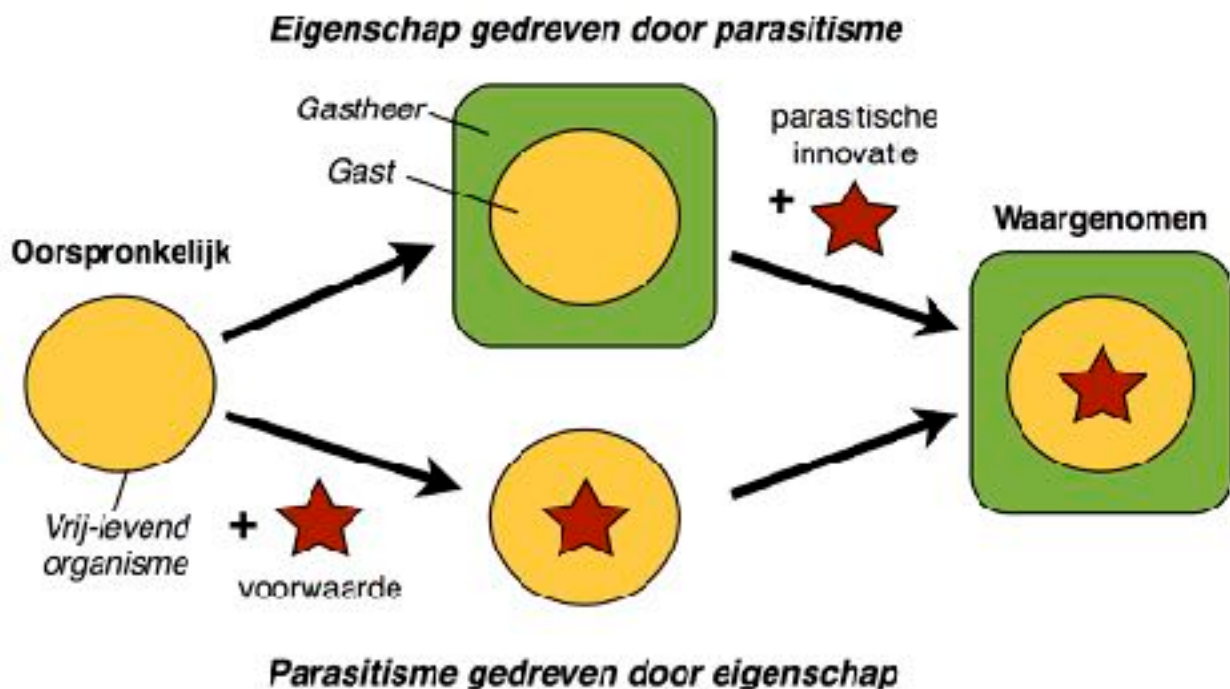 Eigenschap gedreven door parasitisme
Gastheer
Gast
parasitische
innovatie
+
Oorspronkelijk
Waargenomen
Vrij-levend
organisme
+
voorwaarde
Parasitisme gedreven door eigenschap